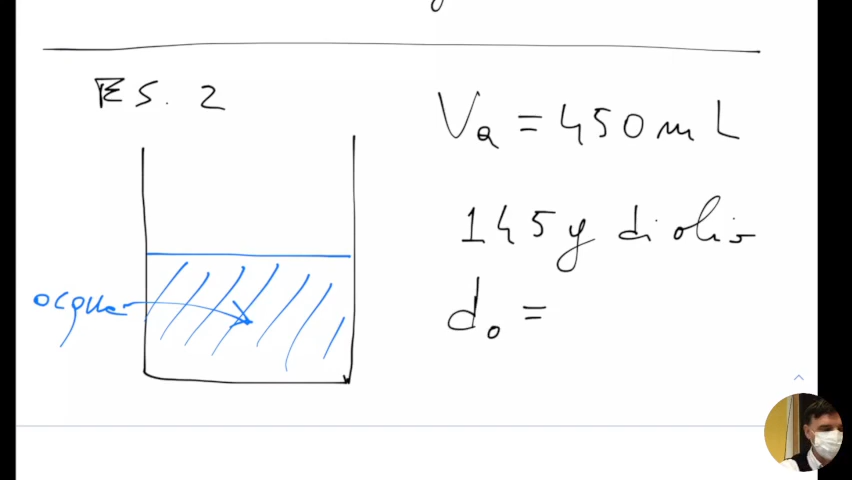 ES. 2
Va = 450 mL
145 g di olio
acqua
do =